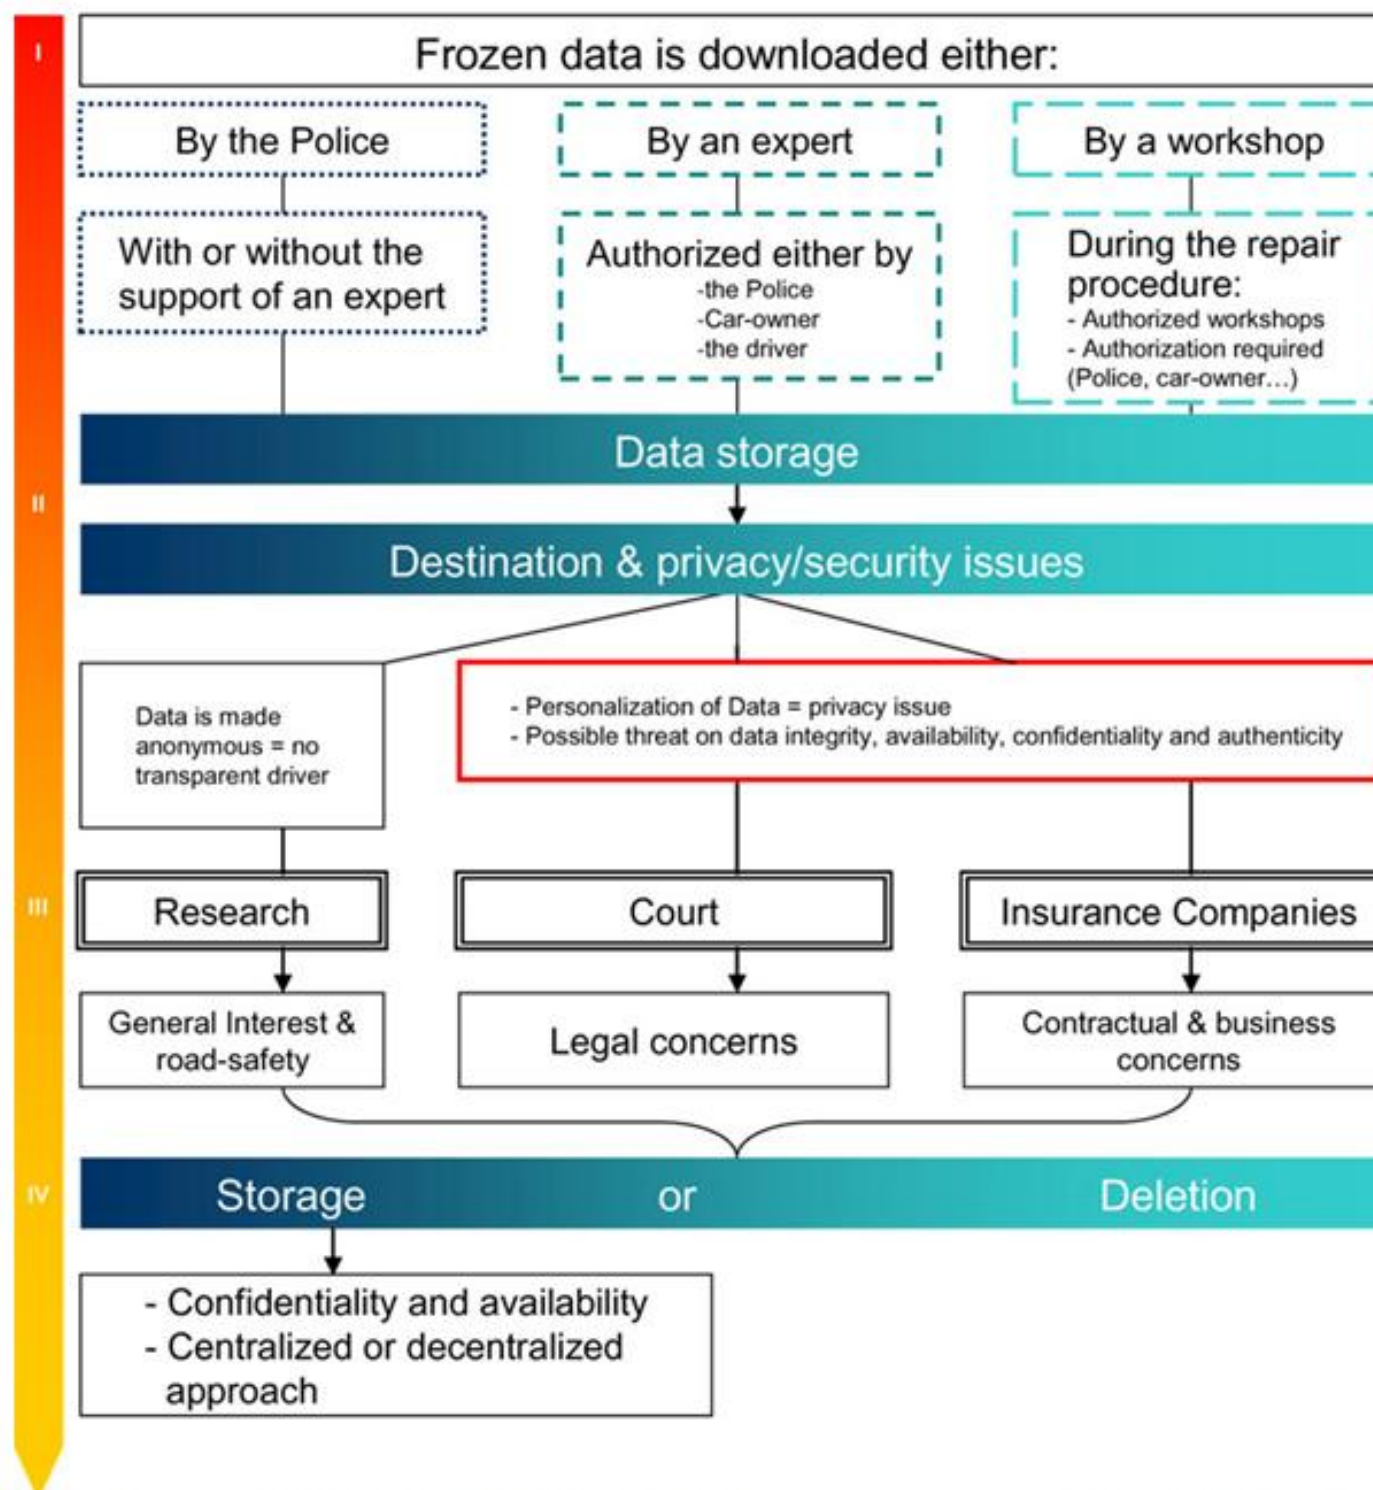 I
Frozen data is downloaded either:
By the Police
By an expert
By a workshop
With or without the
support of an expert
Authorized either by
-the Police
-Car-owner
-the driver
During the repair
procedure:
- Authorized workshops
- Authorization required
(Police, car-owner…)
Data storage
II
Destination & privacy/security issues
Data is made
anonymous = no
transparent driver
- Personalization of Data = privacy issue
- Possible threat on data integrity, availability, confidentiality and authenticity
III
Research
Court
Insurance Companies
General Interest &
road-safety
Legal concerns
Contractual & business
concerns
IV
Storage or Deletion
- Confidentiality and availability
- Centralized or decentralized
approach